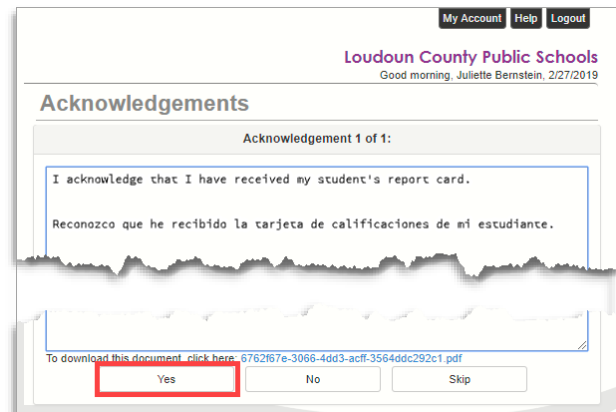 My Account Help Logout
Loudoun County Public Schools
Good morning, Juliette Bernstein, 2/27/2019
Acknowledgements
Acknowledgement 1 of 1:
I acknowledge that I have received my student's report card.
Reconozco que he recibido la tarjeta de calificaciones de mi estudiante.
To download this document, click here: 6762f67e-3066-4dd3-acff-3564ddc292c1.pdf
Yes No Skip